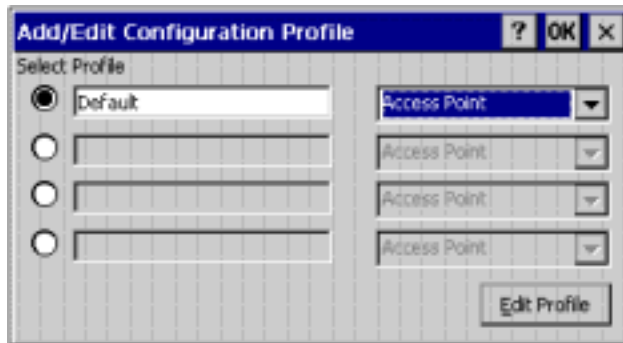 Add/Edit Configuration Profile ? OK ×
Select Profile
Default Access Point
Access Point
Access Point
Access Point
Edit Profile